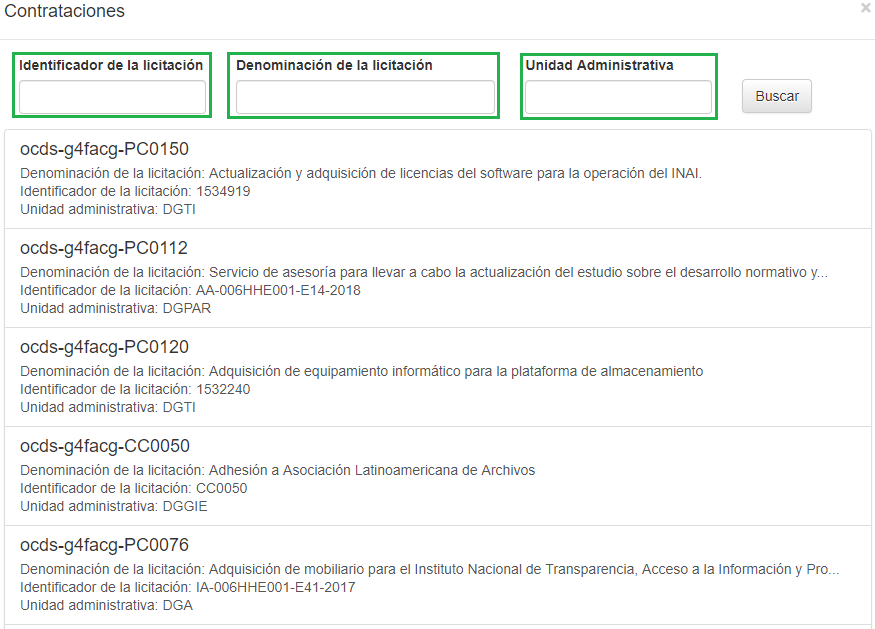 Contrataciones
×
Identificador de la licitación
Denominación de la licitación
Unidad Administrativa
Buscar
ocds-g4facg-PC0150
Denominación de la licitación: Actualización y adquisición de licencias del software para la operación del INAI.
Identificador de la licitación: 1534919
Unidad administrativa: DGTI
ocds-g4facg-PC0112
Denominación de la licitación: Servicio de asesoría para llevar a cabo la actualización del estudio sobre el desarrollo normativo y...
Identificador de la licitación: AA-006HHE001-E14-2018
Unidad administrativa: DGPAR
ocds-g4facg-PC0120
Denominación de la licitación: Adquisición de equipamiento informático para la plataforma de almacenamiento
Identificador de la licitación: 1532240
Unidad administrativa: DGTI
ocds-g4facg-CC0050
Denominación de la licitación: Adhesión a Asociación Latinoamericana de Archivos
Identificador de la licitación: CC0050
Unidad administrativa: DGGIE
ocds-g4facg-PC0076
Denominación de la licitación: Adquisición de mobiliario para el Instituto Nacional de Transparencia, Acceso a la Información y Pro...
Identificador de la licitación: IA-006HHE001-E41-2017
Unidad administrativa: DGA